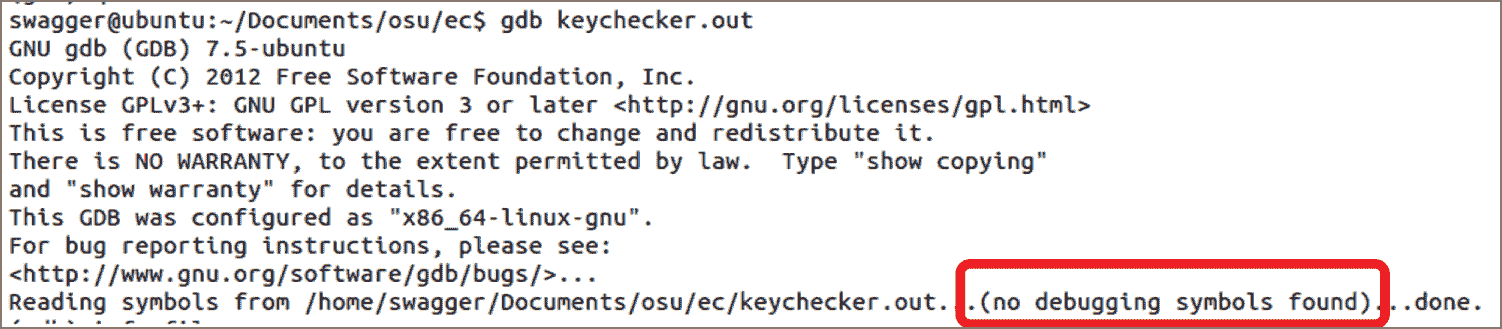 swagger@ubuntu:~/Documents/osu/ec$ gdb keychecker.out
GNU gdb (GDB) 7.5-ubuntu
Copyright (C) 2012 Free Software Foundation, Inc.
License GPLv3+: GNU GPL version 3 or later <http://gnu.org/licenses/gpl.html>
This is free software: you are free to change and redistribute it.
There is NO WARRANTY, to the extent permitted by law.  Type "show copying"
and "show warranty" for details.
This GDB was configured as "x86_64-linux-gnu".
For bug reporting instructions, please see:
<http://www.gnu.org/software/gdb/bugs/>...
Reading symbols from /home/swagger/Documents/osu/ec/keychecker.out...(no debugging symbols found)...done.